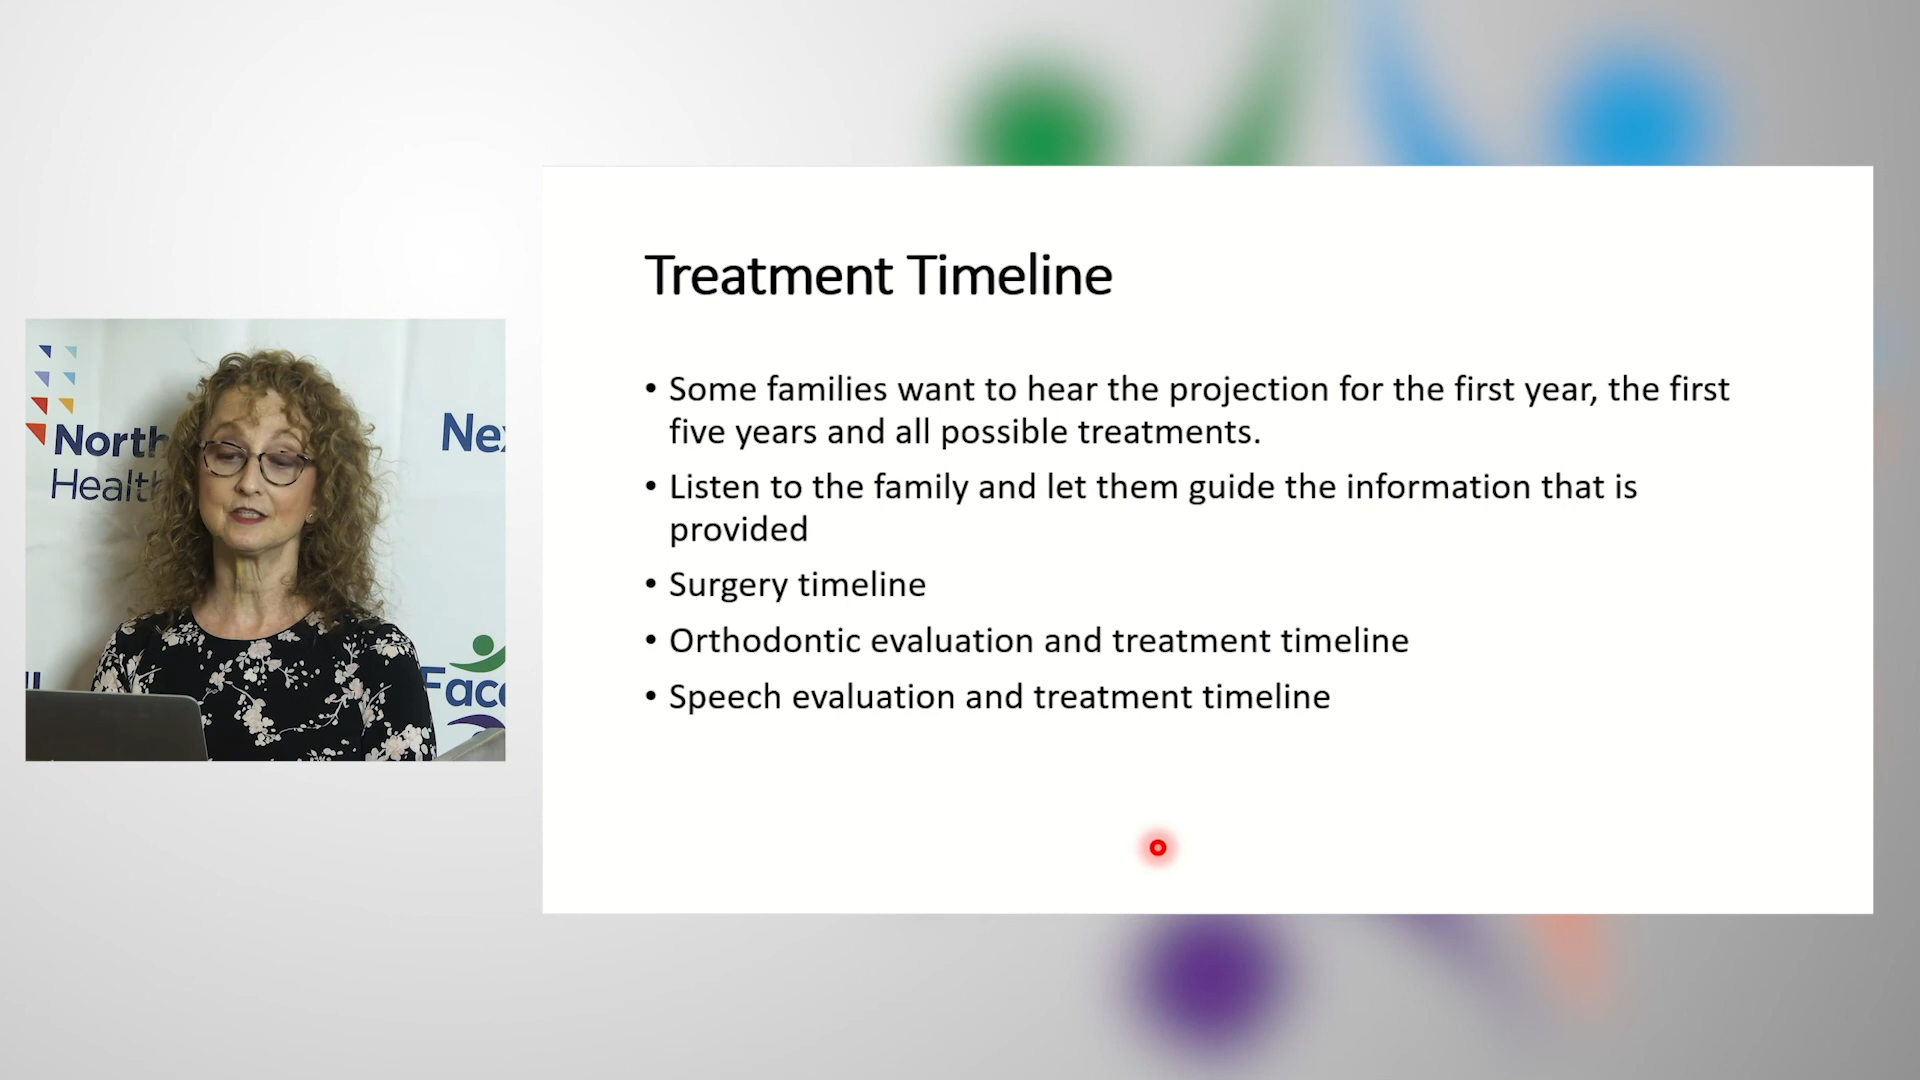 Treatment Timeline
• Some families want to hear the projection for the first year, the first
five years and all possible treatments.
• Listen to the family and let them guide the information that is
provided
• Surgery timeline
• Orthodontic evaluation and treatment timeline
• Speech evaluation and treatment timeline
North
Health